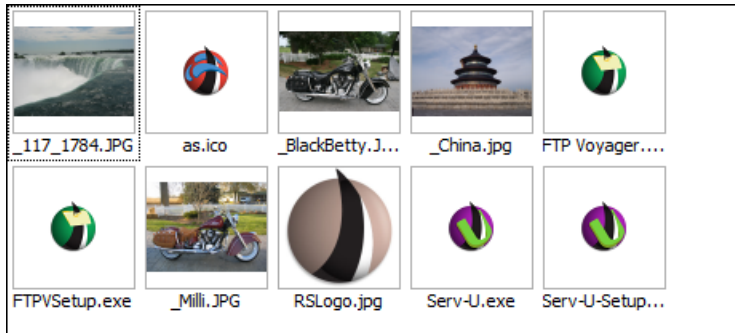 _117_1784.JPG
as.ico
_BlackBetty.J...
_China.jpg
FTP Voyager....
FTPVSetup.exe
_Milli.JPG
RSLogo.jpg
Serv-U.exe
Serv-U-Setup...